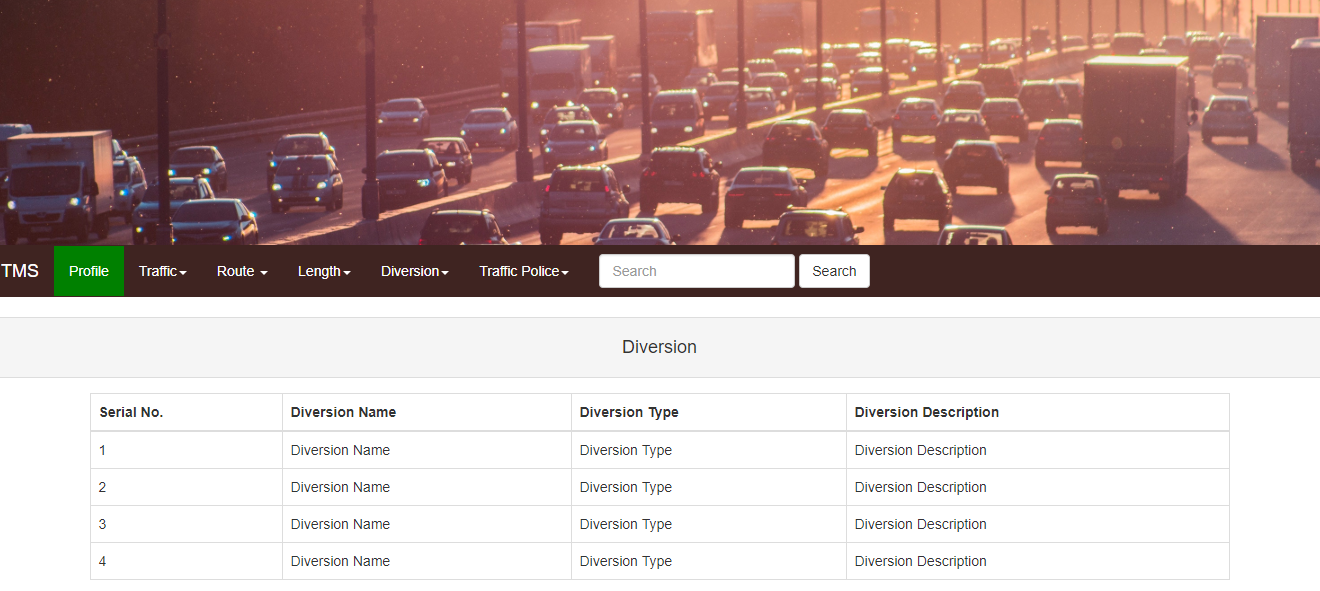 TMS Profile Traffic Route Length Diversion Traffic Police Search Search
Diversion
Serial No. Diversion Name Diversion Type Diversion Description
1 Diversion Name Diversion Type Diversion Description
2 Diversion Name Diversion Type Diversion Description
3 Diversion Name Diversion Type Diversion Description
4 Diversion Name Diversion Type Diversion Description